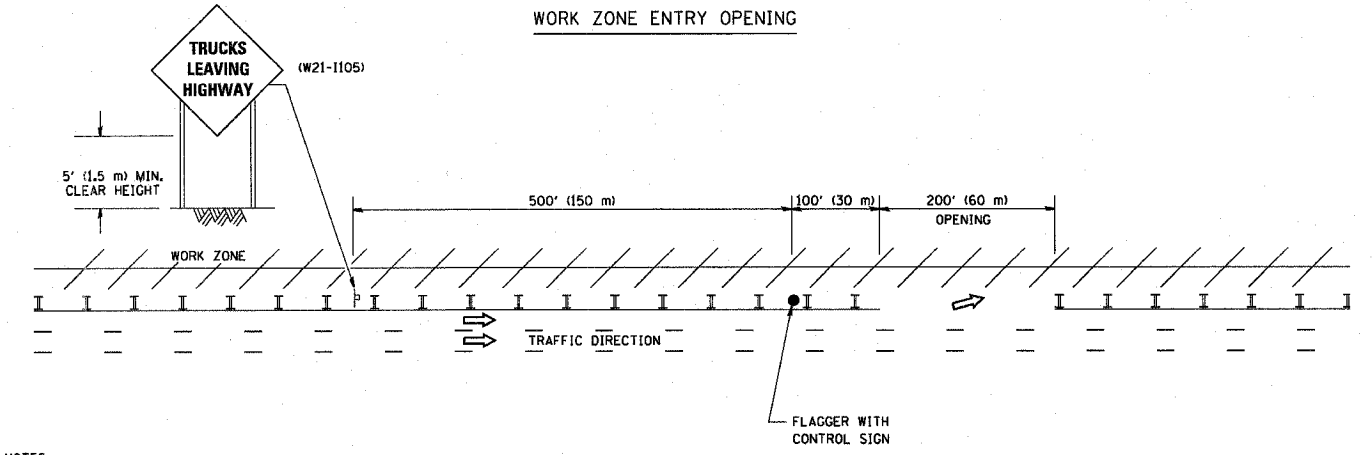 WORK ZONE ENTRY OPENING
TRUCKS
LEAVING
HIGHWAY
(W21-I105)
5' (1.5 m) MIN.
CLEAR HEIGHT
500' (150 m)
100' (30 m)
200' (60 m)
OPENING
WORK ZONE
TRAFFIC DIRECTION
FLAGGER WITH
CONTROL SIGN